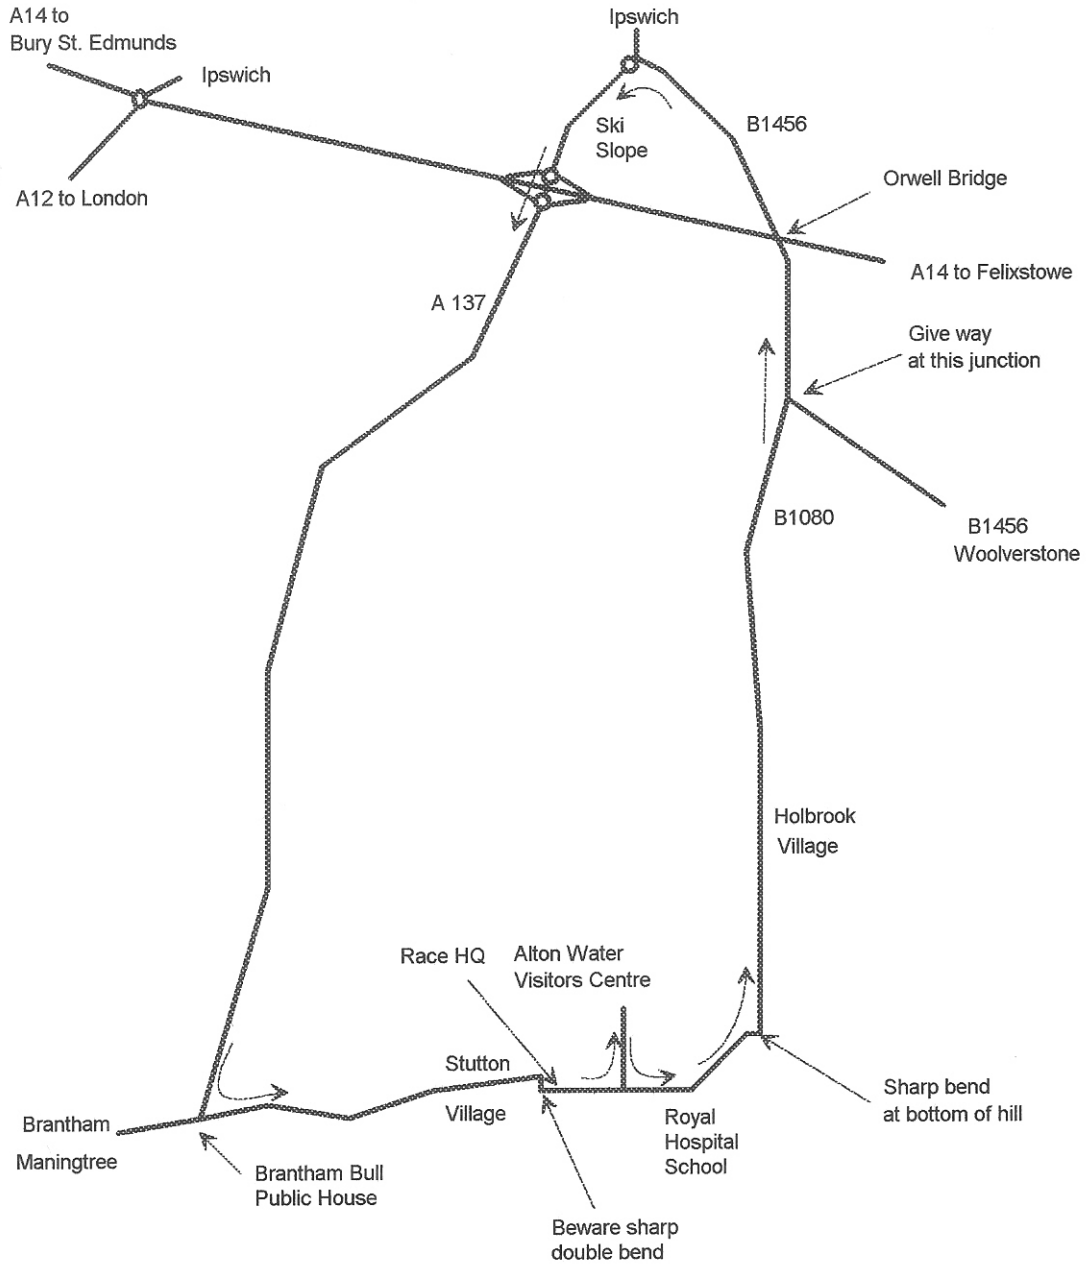 A14 to
Bury St. Edmunds
Ipswich
Ipswich
A12 to London
Ski
Slope
B1456
Orwell Bridge
A14 to Felixstowe
A 137
Give way
at this junction
B1080
B1456
Woolverstone
Holbrook
Village
Race HQ
Alton Water
Visitors Centre
Stutton
Village
Sharp bend
at bottom of hill
Royal
Hospital
School
Brantham
Maningtree
Brantham Bull
Public House
Beware sharp
double bend